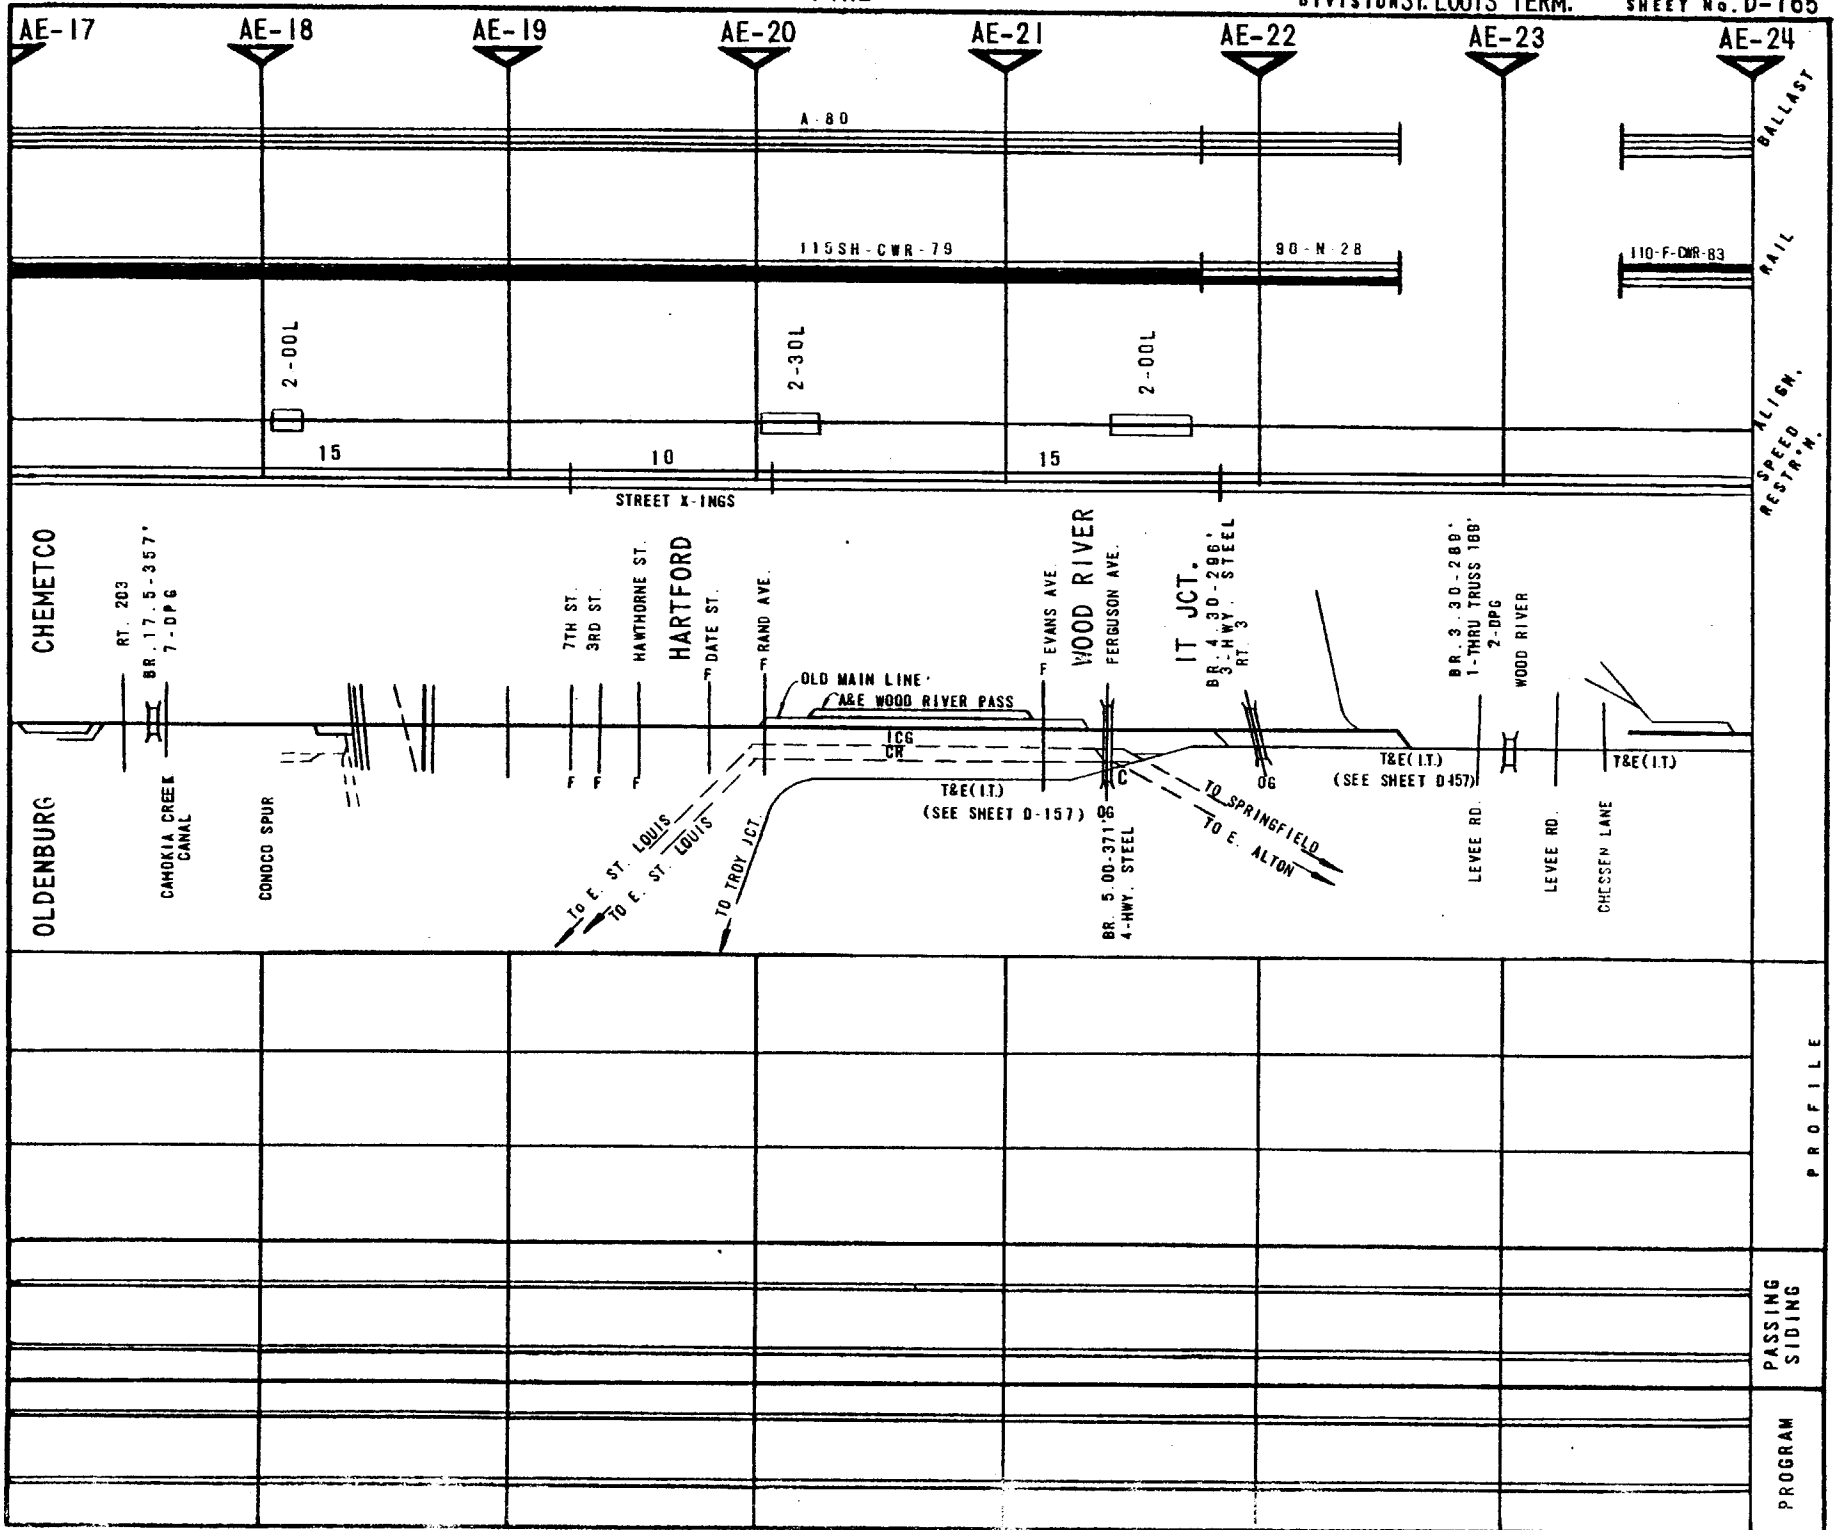 DIVISION ST. LOUIS TERM. SHEET No. D-165
AE-17 AE-18 AE-19 AE-20 AE-21 AE-22 AE-23 AE-24
BALLAST
A-80
RAIL
115SH-CWR-79
90-N-28
110-F-CWR-83
ALIGN.
2-00L
2-30L
2-00L
SPEED
RESTR'N.
15
10
15
STREET X-INGS
CHEMETCO
RT. 203
BR. 17.5-357'
7-DPG
7TH ST.
3RD ST.
HAWTHORNE ST.
HARTFORD
DATE ST.
RAND AVE.
EVANS AVE.
WOOD RIVER
FERGUSON AVE.
IT JCT.
BR. 4.30-296'
3-HWY. STEEL
RT. 3
BR. 3.30-289'
1-THRU TRUSS 189'
2-DPG
WOOD RIVER
F
F
F
OLD MAIN LINE
A&E WOOD RIVER PASS
ICG
CR
F
F
F
T&E(I.T.)
(SEE SHEET D-157)
C
OG
OG
T&E(I.T.)
(SEE SHEET D-157)
T&E(I.T.)
OLDENBURG
CAHOKIA CREEK
CANAL
CONOCO SPUR
TO E. ST. LOUIS
TO E. ST. LOUIS
TO TROY JCT.
BR. 5.00-371'
4-HWY. STEEL
TO SPRINGFIELD
TO E. ALTON
LEVEE RD.
LEVEE RD.
CHESSEN LANE
PROFILE
PASSING
SIDING
PROGRAM